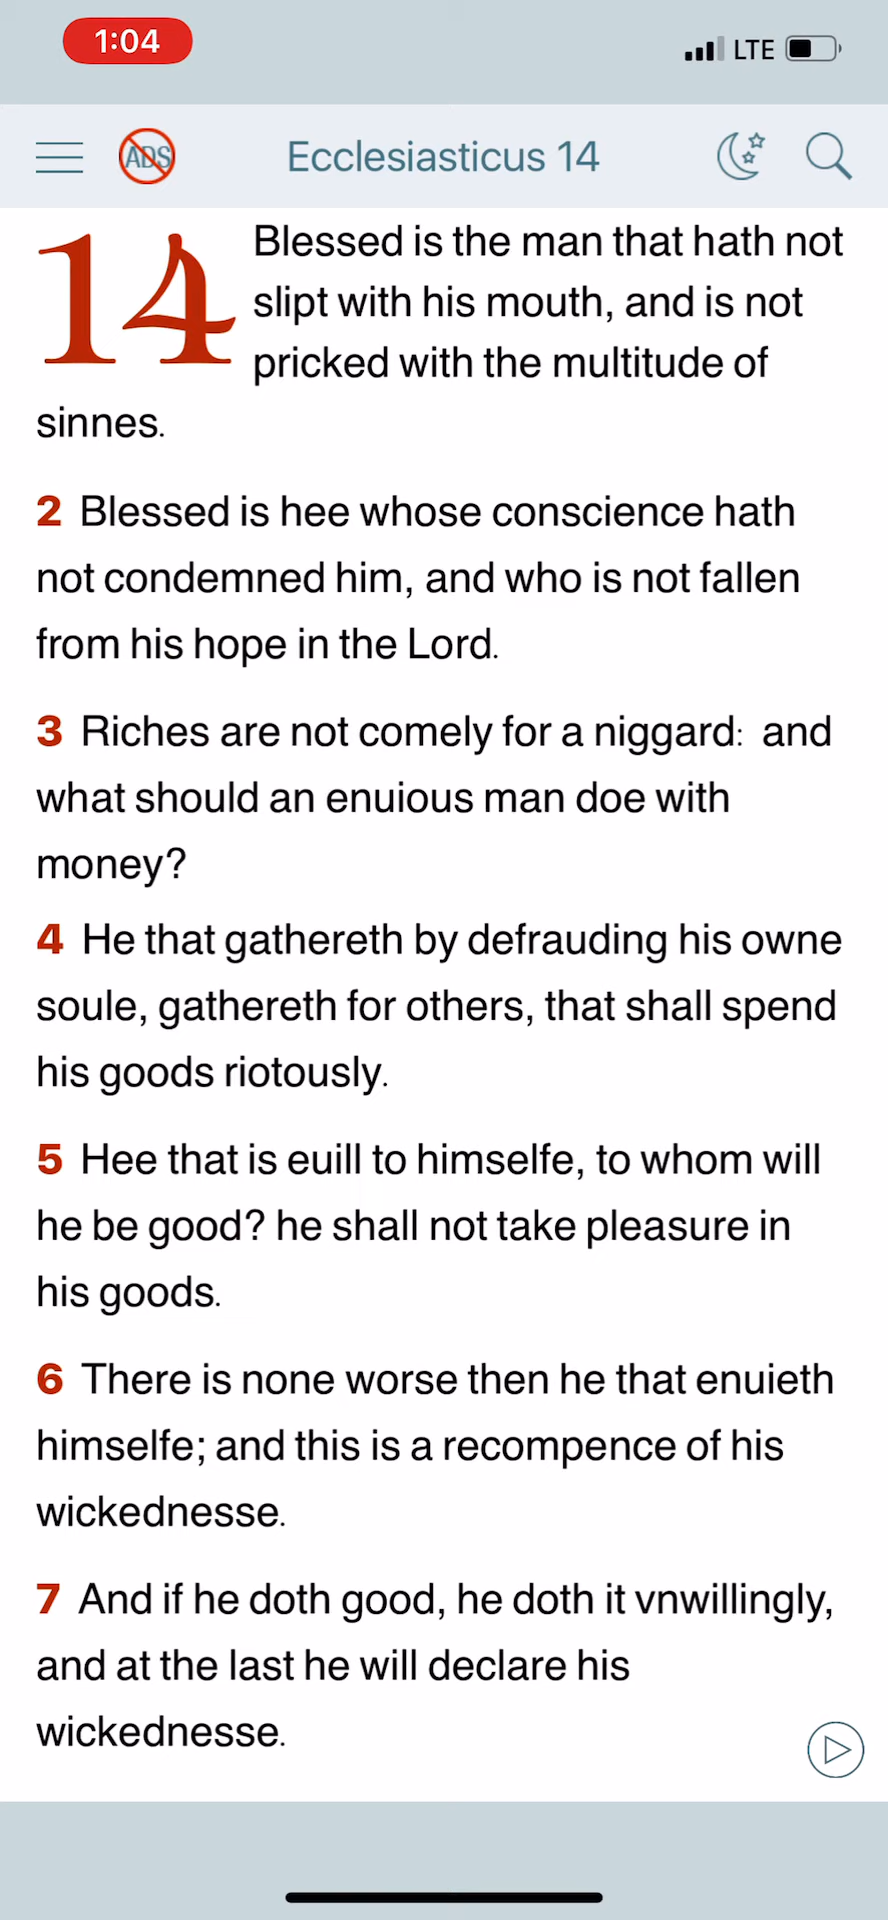 1:04
LTE
ADS
Ecclesiasticus 14
14 Blessed is the man that hath not
slipt with his mouth, and is not
pricked with the multitude of
sinnes.
2 Blessed is hee whose conscience hath
not condemned him, and who is not fallen
from his hope in the Lord.
3 Riches are not comely for a niggard: and
what should an enuious man doe with
money?
4 He that gathereth by defrauding his owne
soule, gathereth for others, that shall spend
his goods riotously.
5 Hee that is euill to himselfe, to whom will
he be good? he shall not take pleasure in
his goods.
6 There is none worse then he that enuieth
himselfe; and this is a recompence of his
wickednesse.
7 And if he doth good, he doth it vnwillingly,
and at the last he will declare his
wickednesse.